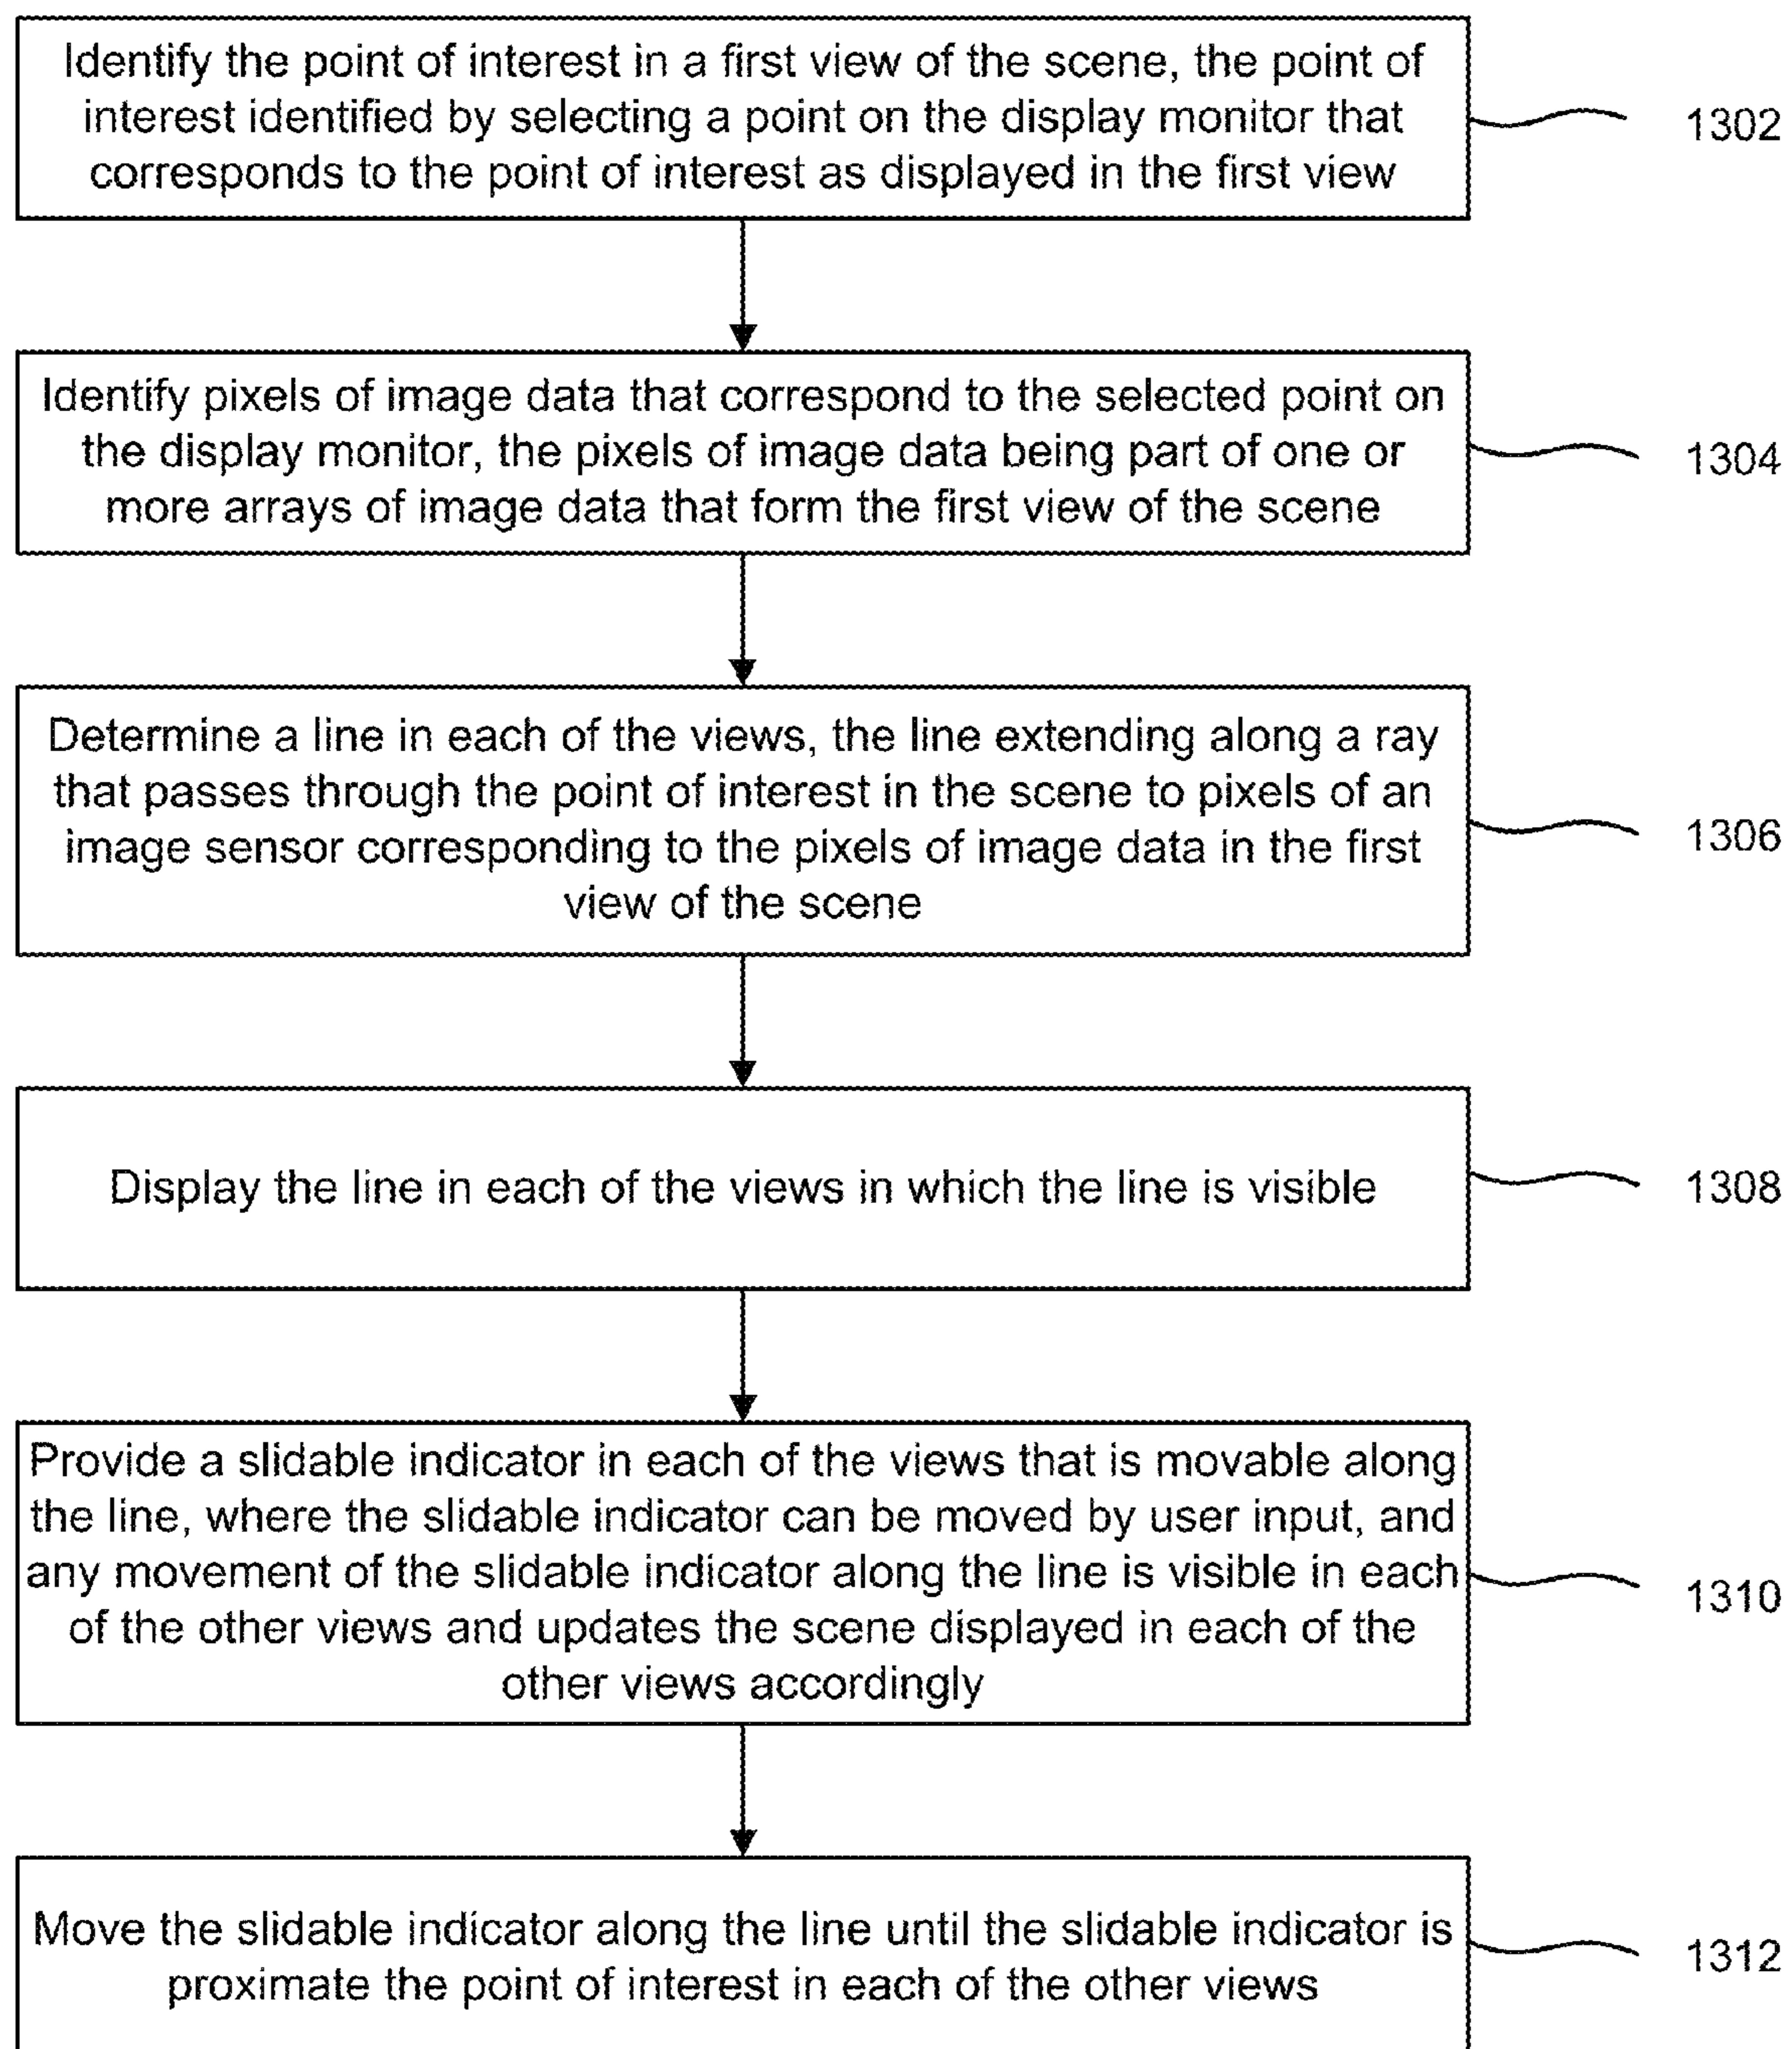 Identify the point of interest in a first view of the scene, the point of
interest identified by selecting a point on the display monitor that
corresponds to the point of interest as displayed in the first view
1302
Identify pixels of image data that correspond to the selected point on
the display monitor, the pixels of image data being part of one or
more arrays of image data that form the first view of the scene
1304
Determine a line in each of the views, the line extending along a ray
that passes through the point of interest in the scene to pixels of an
image sensor corresponding to the pixels of image data in the first
view of the scene
1306
Display the line in each of the views in which the line is visible
1308
Provide a slidable indicator in each of the views that is movable along
the line, where the slidable indicator can be moved by user input, and
any movement of the slidable indicator along the line is visible in each
of the other views and updates the scene displayed in each of the
other views accordingly
1310
Move the slidable indicator along the line until the slidable indicator is
proximate the point of interest in each of the other views
1312